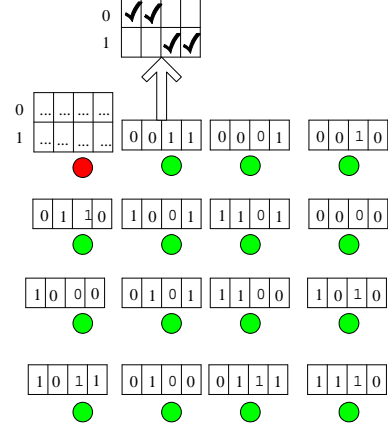 0 ✓ ✓
1 ✓ ✓
0 ... ... ... ...
1 ... ... ... ...
0 0 1 1 0 0 0 1 0 0 1 0
0 1 1 0 1 0 0 1 1 1 0 1 0 0 0 0
1 0 0 0 0 1 0 1 1 1 0 0 1 0 1 0
1 0 1 1 0 1 0 0 0 1 1 1 1 1 1 0